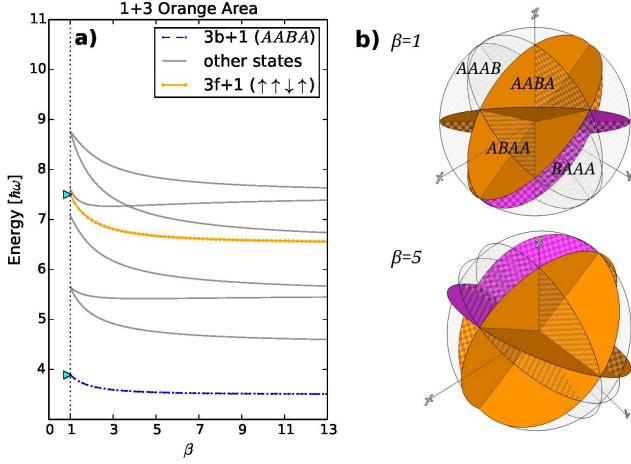 1+3 Orange Area
a)
3b+1 (AABA)
other states
3f+1 (↑↑↓↑)
Energy [ħω]
11
10
9
8
7
6
5
4
0
1
3
5
7
9
11
13
β
b)
β=1
Z
AAAB
AABA
ABAA
BAAA
X
Y
β=5
Z
X
Y